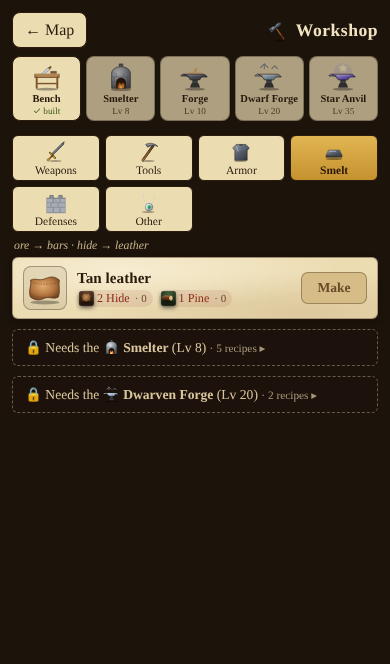 ← Map
Workshop
Bench
✓ built
Smelter
Lv 8
Forge
Lv 10
Dwarf Forge
Lv 20
Star Anvil
Lv 35
Weapons
Tools
Armor
Smelt
Defenses
Other
ore → bars · hide → leather
Tan leather
2 Hide · 0
1 Pine · 0
Make
Needs the Smelter (Lv 8) · 5 recipes ▸
Needs the Dwarven Forge (Lv 20) · 2 recipes ▸